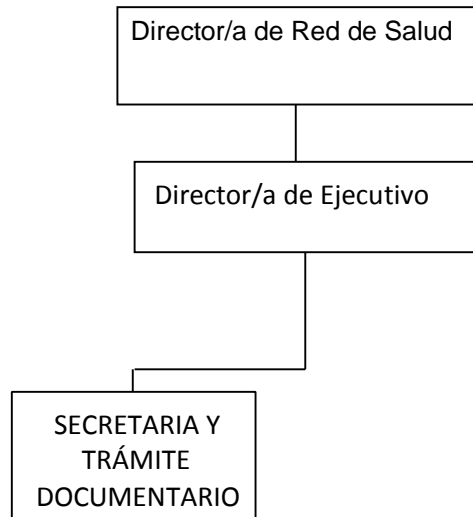 Director/a de Red de Salud
Director/a de Ejecutivo
SECRETARIA Y
TRÁMITE
DOCUMENTARIO